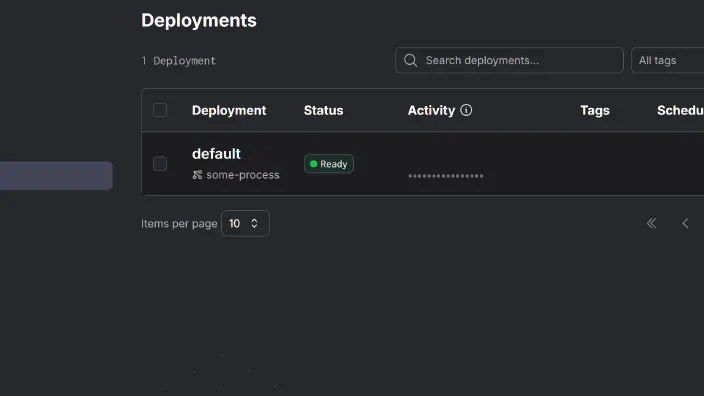 Deployments
1 Deployment
Search deployments...
All tags
Deployment Status Activity Tags Schedu
default
some-process
Ready
Items per page 10